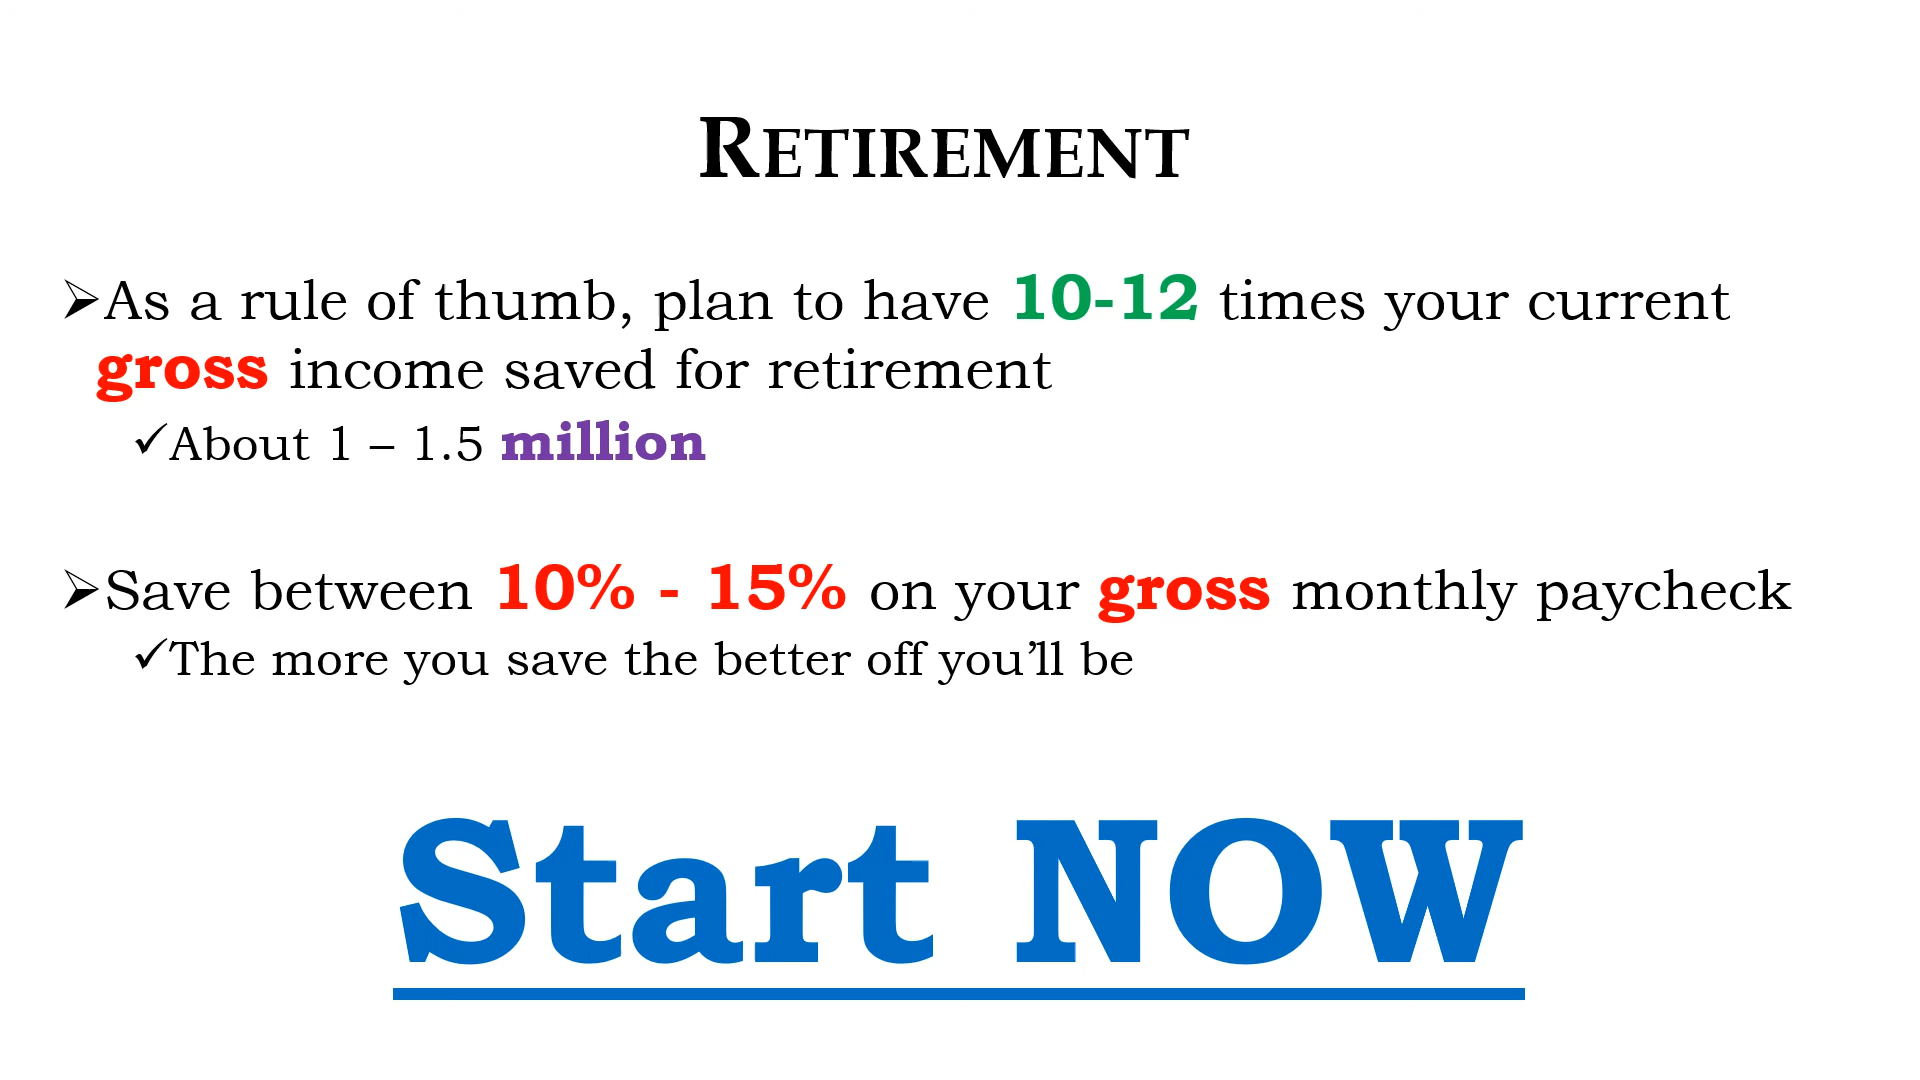 RETIREMENT
➢As a rule of thumb, plan to have 10-12 times your current
gross income saved for retirement
✓About 1 – 1.5 million
➢Save between 10% - 15% on your gross monthly paycheck
✓The more you save the better off you’ll be
Start NOW